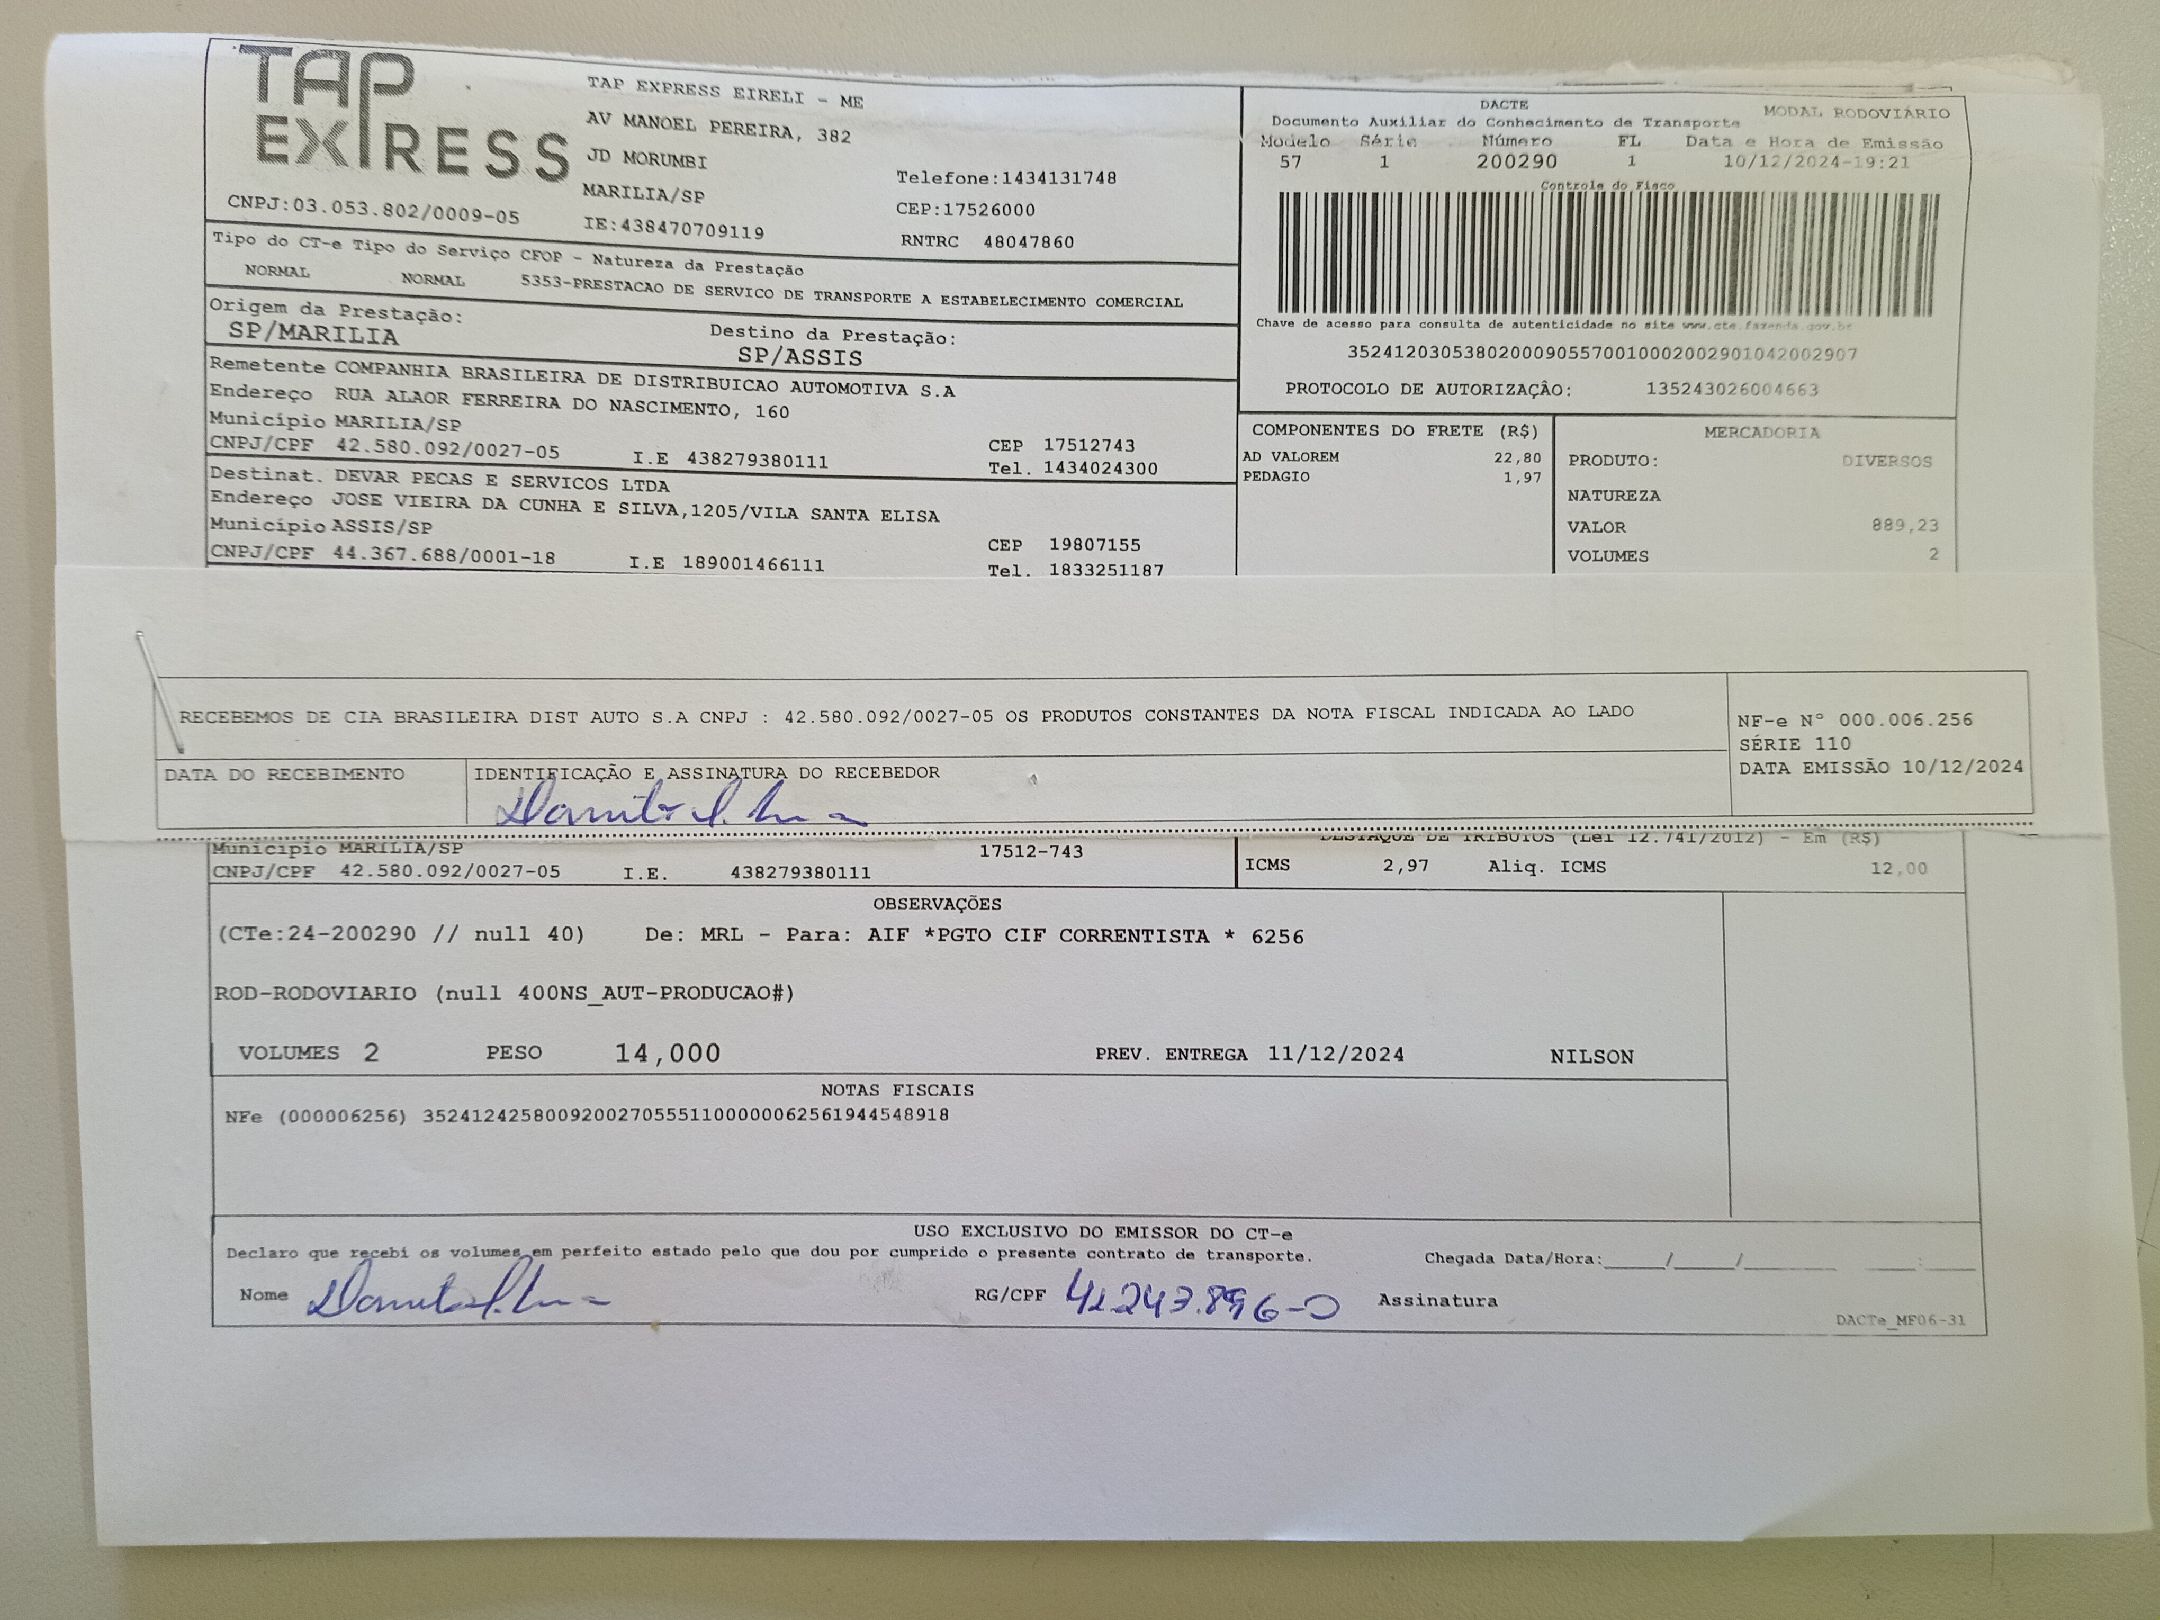 TAP
EXPRESS
TAP EXPRESS EIRELI - ME
AV MANOEL PEREIRA, 382
JD MORUMBI
MARILIA/SP
Telefone:1434131748
CEP:17526000
CNPJ:03.053.802/0009-05
IE:438470709119
RNTRC 48047860
Tipo do CT-e Tipo do Serviço CFOP - Natureza da Prestação
NORMAL NORMAL 5353-PRESTACAO DE SERVICO DE TRANSPORTE A ESTABELECIMENTO COMERCIAL
Origem da Prestação:
SP/MARILIA
Destino da Prestação:
SP/ASSIS
Remetente COMPANHIA BRASILEIRA DE DISTRIBUICAO AUTOMOTIVA S.A
Endereço RUA ALAOR FERREIRA DO NASCIMENTO, 160
Município MARILIA/SP
CEP 17512743
CNPJ/CPF 42.580.092/0027-05 I.E 438279380111 Tel. 1434024300
Destinat. DEVAR PECAS E SERVICOS LTDA
Endereço JOSE VIEIRA DA CUNHA E SILVA,1205/VILA SANTA ELISA
Município ASSIS/SP
CEP 19807155
CNPJ/CPF 44.367.688/0001-18 I.E 189001466111 Tel. 1833251187
DACTE MODAL RODOVIÁRIO
Documento Auxiliar do Conhecimento de Transporte
Modelo Série Número FL Data e Hora de Emissão
57 1 200290 1 10/12/2024-19:21
Controle do Fisco
Chave de acesso para consulta de autenticidade no site www.cte.fazenda.gov.br
35241203053802000905570010002002901042002907
PROTOCOLO DE AUTORIZAÇÂO: 135243026004663
COMPONENTES DO FRETE (R$)
AD VALOREM 22,80
PEDAGIO 1,97
MERCADORIA
PRODUTO: DIVERSOS
NATUREZA
VALOR 889,23
VOLUMES 2
RECEBEMOS DE CIA BRASILEIRA DIST AUTO S.A CNPJ : 42.580.092/0027-05 OS PRODUTOS CONSTANTES DA NOTA FISCAL INDICADA AO LADO
NF-e Nº 000.006.256
SÉRIE 110
DATA EMISSÃO 10/12/2024
DATA DO RECEBIMENTO
IDENTIFICAÇÃO E ASSINATURA DO RECEBEDOR
Município MARILIA/SP 17512-743
CNPJ/CPF 42.580.092/0027-05 I.E. 438279380111
DESTAQUE DE TRIBUTOS (Lei 12.741/2012) - Em (R$)
ICMS 2,97 Aliq. ICMS 12,00
OBSERVAÇÕES
(CTe:24-200290 // null 40) De: MRL - Para: AIF *PGTO CIF CORRENTISTA * 6256
ROD-RODOVIARIO (null 400NS_AUT-PRODUCAO#)
VOLUMES 2 PESO 14,000 PREV. ENTREGA 11/12/2024 NILSON
NOTAS FISCAIS
NFe (000006256) 35241242580092002705551100000062561944548918
USO EXCLUSIVO DO EMISSOR DO CT-e
Declaro que recebi os volumes em perfeito estado pelo que dou por cumprido o presente contrato de transporte.
Chegada Data/Hora:_____/_____/________ ____:____
Nome
RG/CPF
Assinatura
DACTe_MF06-31